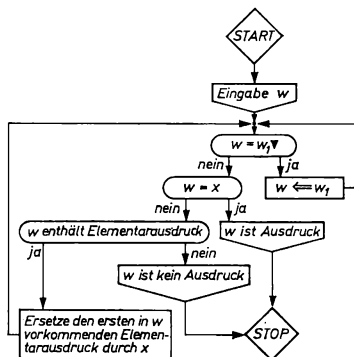 START
Eingabe w
w = w₁▼
nein
ja
w = x
w ⇐ w₁
nein
ja
w enthält Elementarausdruck
w ist Ausdruck
ja
nein
w ist kein Ausdruck
Ersetze den ersten in w
vorkommenden Elemen-
tarausdruck durch x
STOP